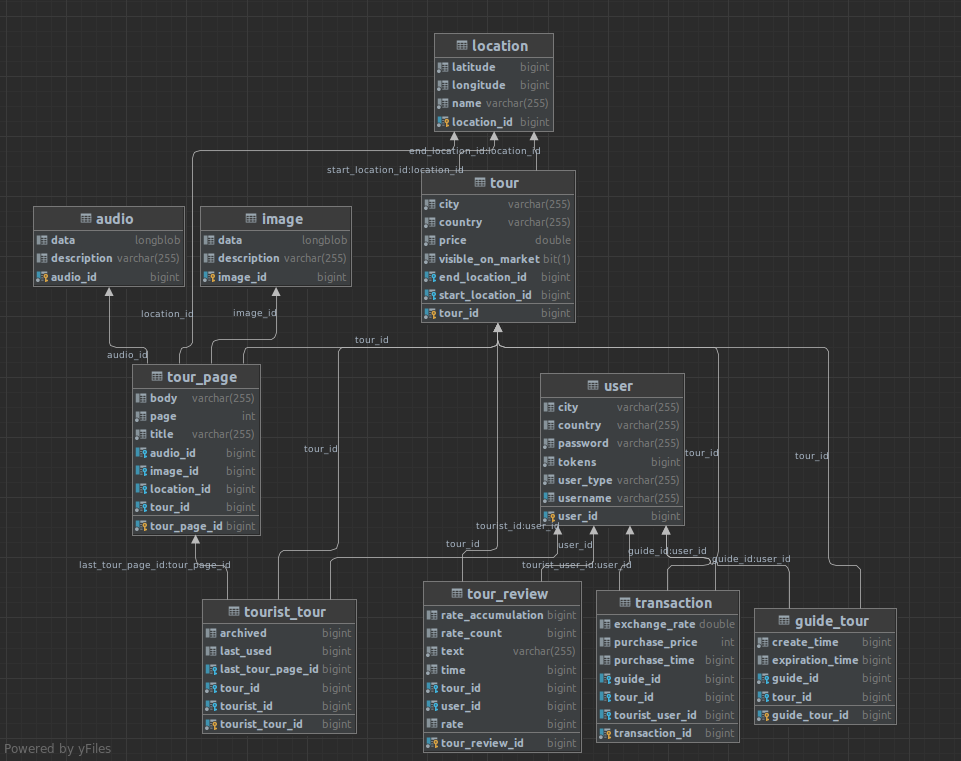 location
latitude bigint
longitude bigint
name varchar(255)
location_id bigint
end_location_id:location_id
start_location_id:location_id
tour
city varchar(255)
country varchar(255)
price double
visible_on_market bit(1)
end_location_id bigint
start_location_id bigint
tour_id bigint
audio
data longblob
description varchar(255)
audio_id bigint
image
data longblob
description varchar(255)
image_id bigint
location_id
image_id
tour_id
audio_id
tour_page
body varchar(255)
page int
title varchar(255)
audio_id bigint
image_id bigint
location_id bigint
tour_id bigint
tour_page_id bigint
user
city varchar(255)
country varchar(255)
password varchar(255)
tokens bigint
user_type varchar(255)
username varchar(255)
user_id bigint
tour_id
tour_id
tour_id
tourist_id:user_id
tour_id
user_id
guide_id:user_id
guide_id:user_id
last_tour_page_id:tour_page_id
tourist_user_id:user_id
tourist_tour
archived bigint
last_used bigint
last_tour_page_id bigint
tour_id bigint
tourist_id bigint
tourist_tour_id bigint
tour_review
rate_accumulation bigint
rate_count bigint
text varchar(255)
time bigint
tour_id bigint
user_id bigint
rate bigint
tour_review_id bigint
transaction
exchange_rate double
purchase_price int
purchase_time bigint
guide_id bigint
tour_id bigint
tourist_user_id bigint
transaction_id bigint
guide_tour
create_time bigint
expiration_time bigint
guide_id bigint
tour_id bigint
guide_tour_id bigint
Powered by yFiles